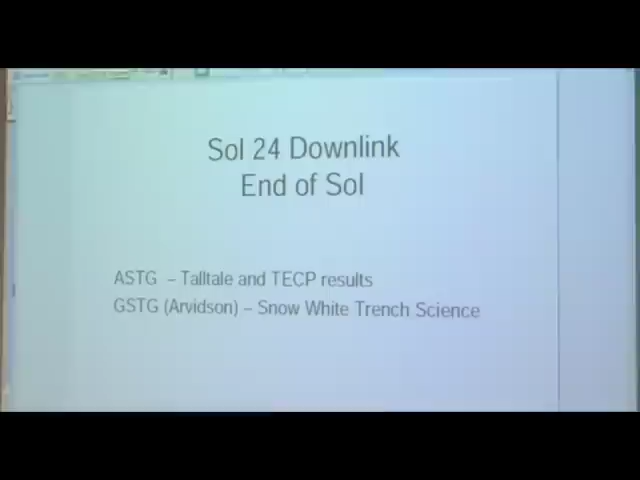 Sol 24 Downlink
End of Sol
ASTG – Talltale and TECP results
GSTG (Arvidson) – Snow White Trench Science